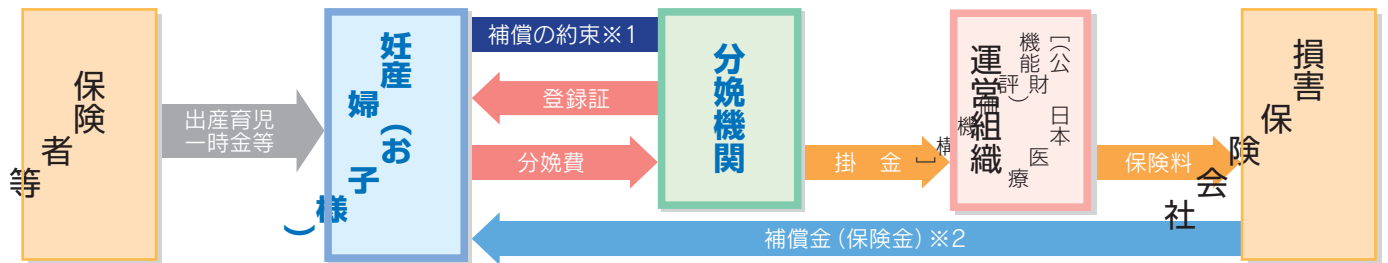 保険者等
出産育児
一時金等
妊産婦(お子様)
補償の約束※1
登録証
分娩費
分娩機関
掛　金
運営組織
[(公財)日本医療
機能評価機構]
保険料
損害保険会社
補償金(保険金)※2